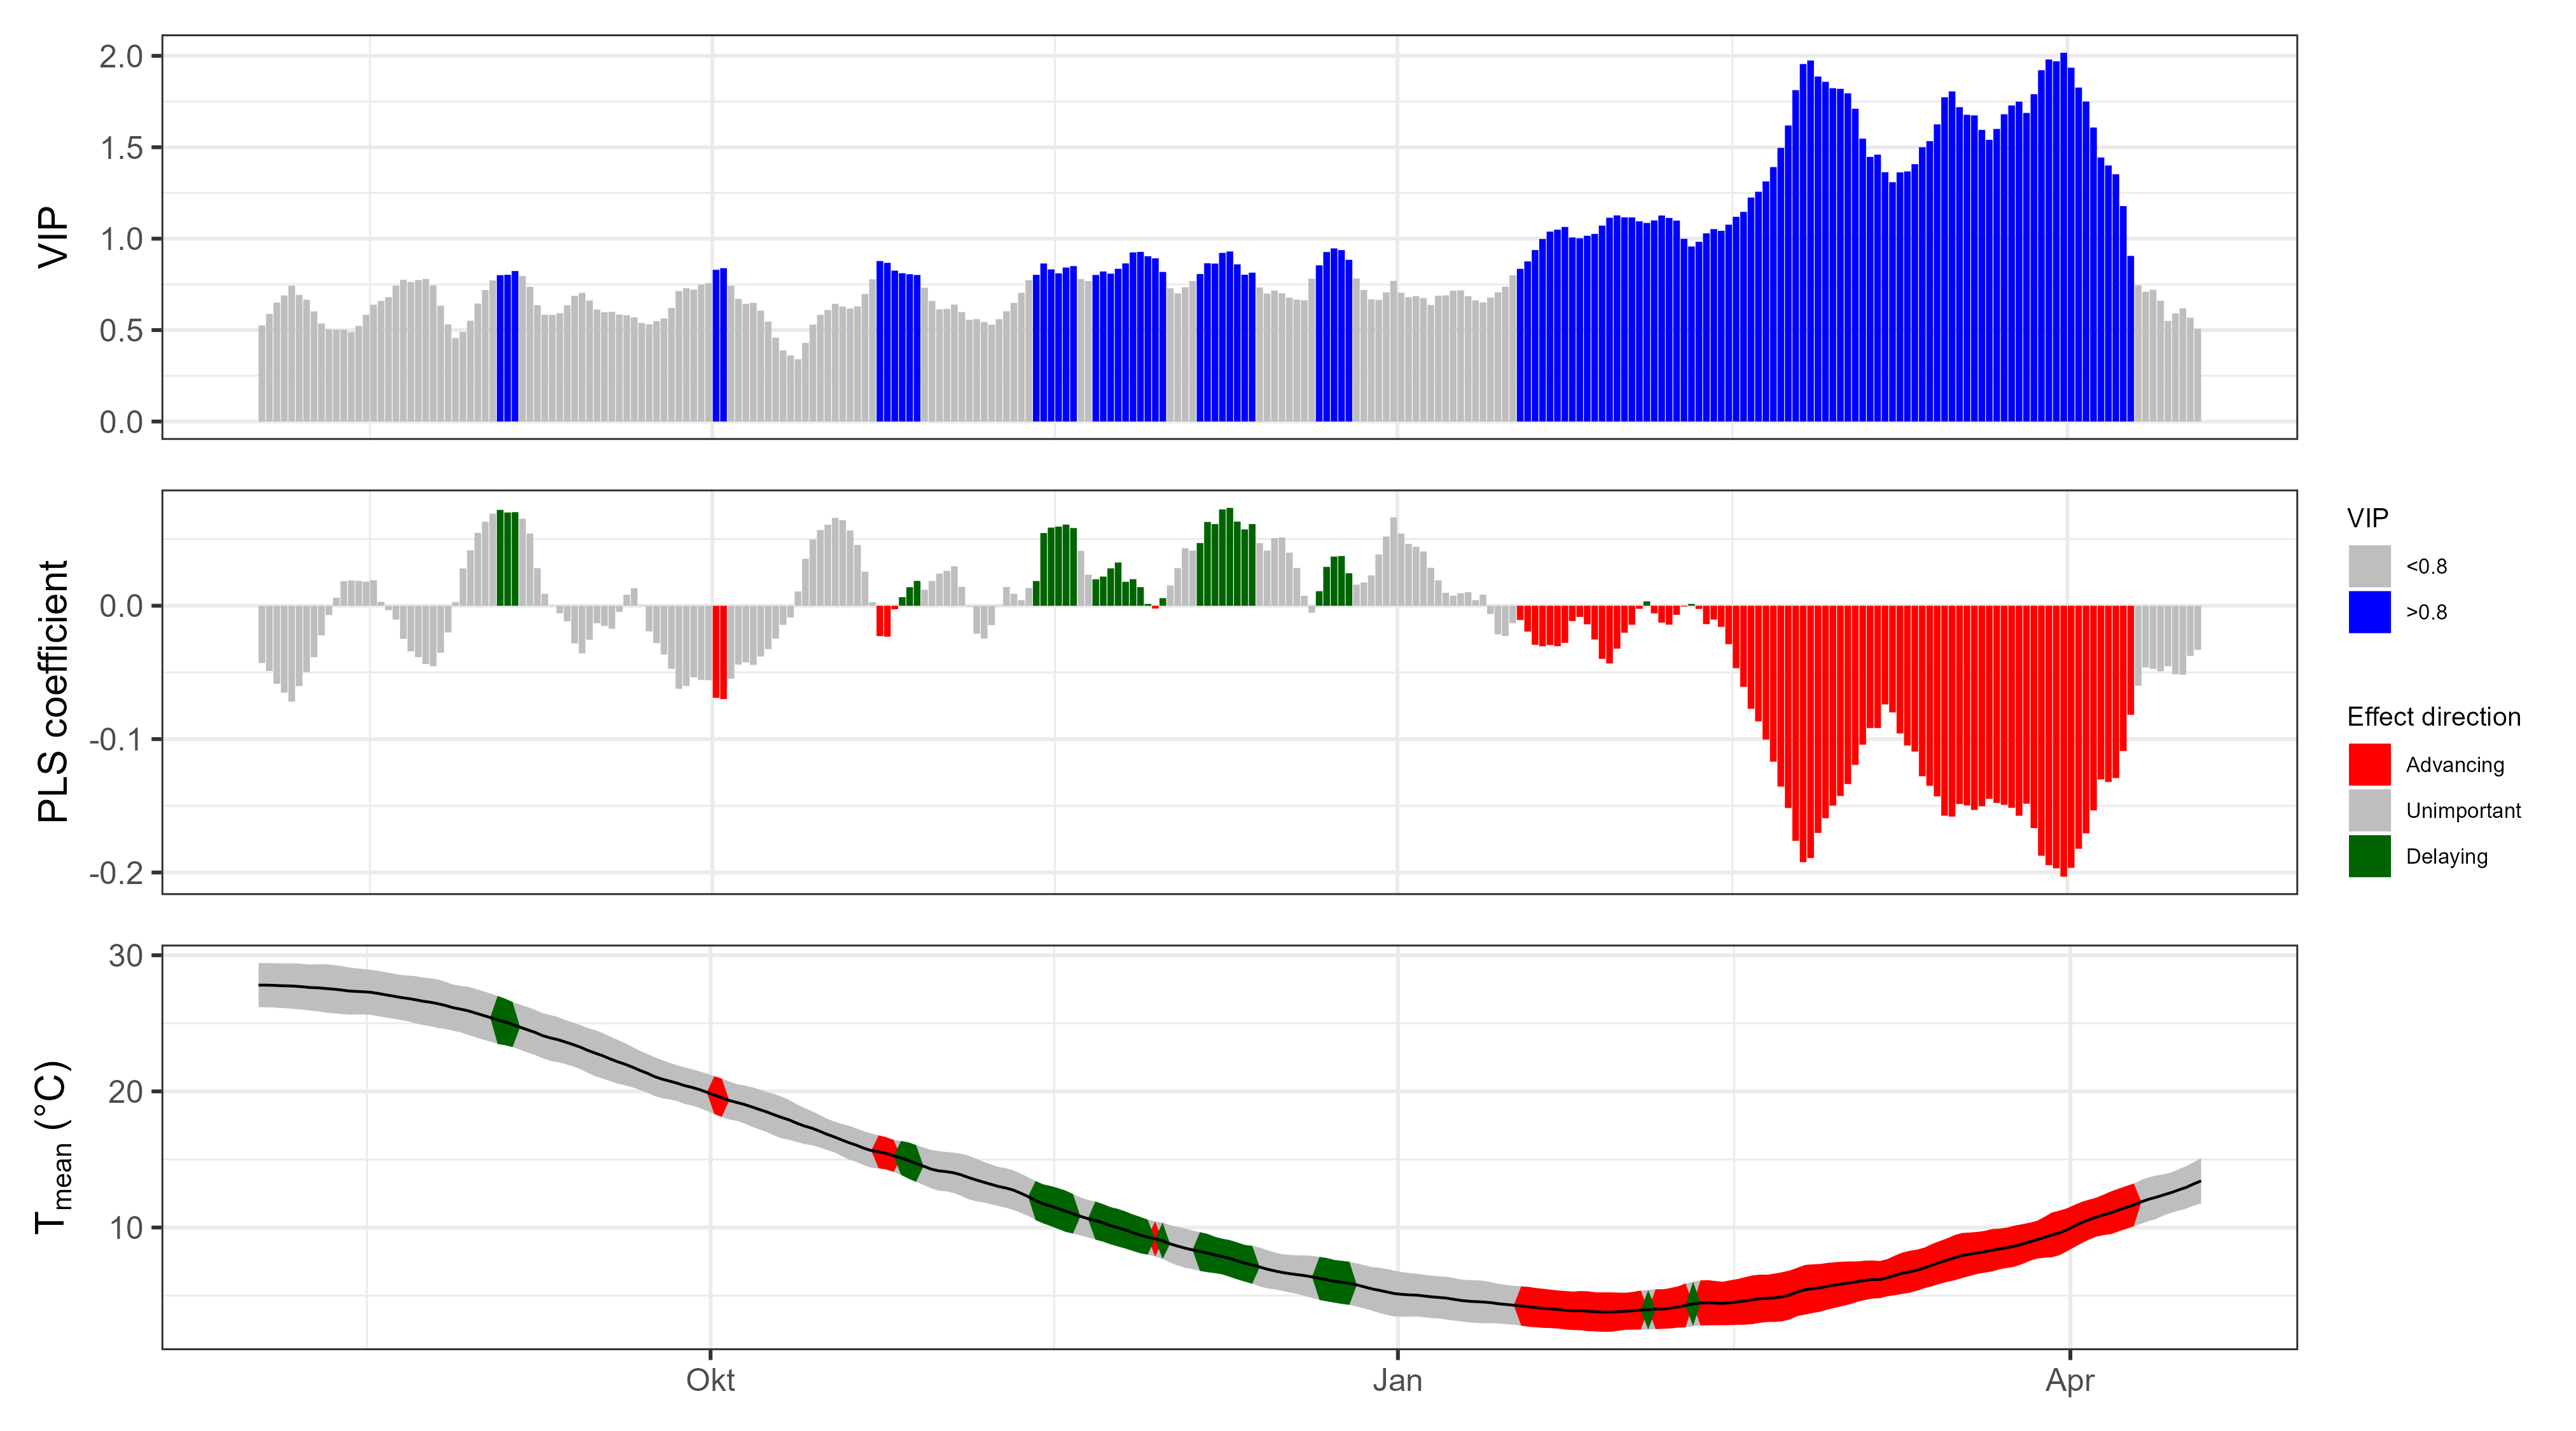 VIP
2.0
1.5
1.0
0.5
0.0
PLS coefficient
0.0
-0.1
-0.2
VIP
<0.8
>0.8
Effect direction
Advancing
Unimportant
Delaying
Tmean (°C)
30
20
10
Okt Jan Apr